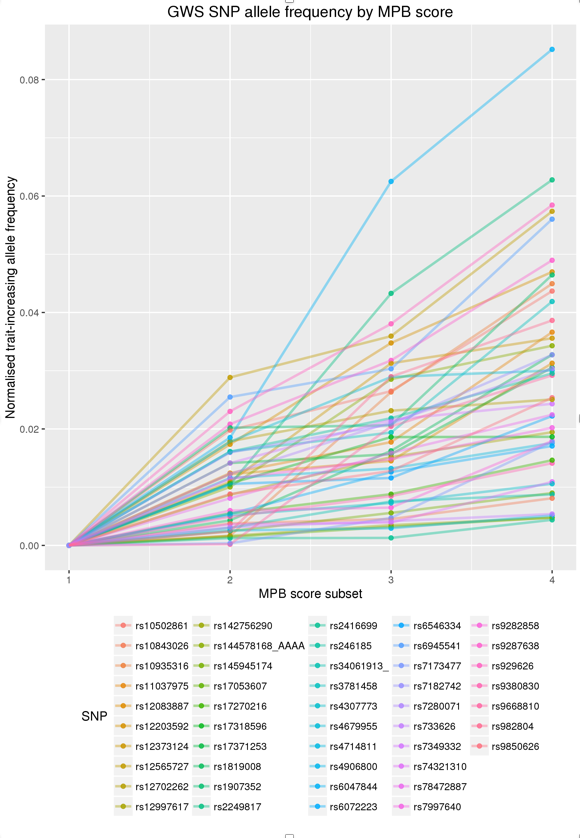 GWS SNP allele frequency by MPB score
Normalised trait-increasing allele frequency
0.08
0.06
0.04
0.02
0.00
1 2 3 4
MPB score subset
SNP
rs10502861 rs142756290 rs2416699 rs6546334 rs9282858
rs10843026 rs144578168_AAAA rs246185 rs6945541 rs9287638
rs10935316 rs145945174 rs34061913_ rs7173477 rs929626
rs11037975 rs17053607 rs3781458 rs7182742 rs9380830
rs12083887 rs17270216 rs4307773 rs7280071 rs9668810
rs12203592 rs17318596 rs4679955 rs733626 rs982804
rs12373124 rs17371253 rs4714811 rs7349332 rs9850626
rs12565727 rs1819008 rs4906800 rs74321310
rs12702262 rs1907352 rs6047844 rs78472887
rs12997617 rs2249817 rs6072223 rs7997640